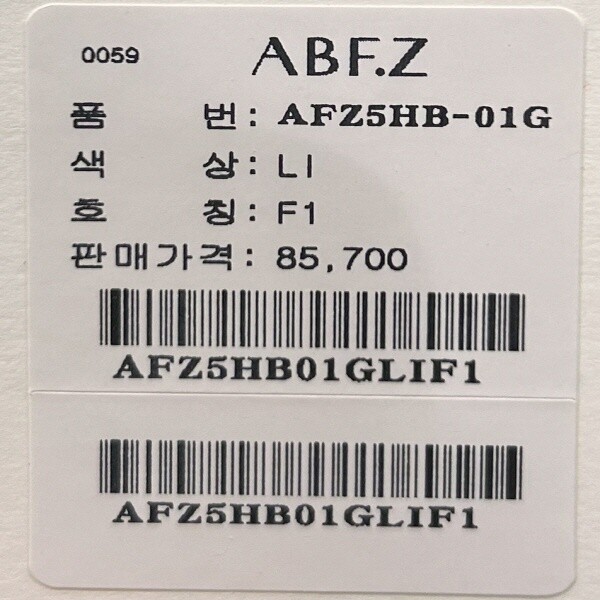 0059 ABF.Z
품 번: AFZ5HB-01G
색 상: LI
호 칭: F1
판매가격: 85,700
AFZ5HB01GLIF1
AFZ5HB01GLIF1